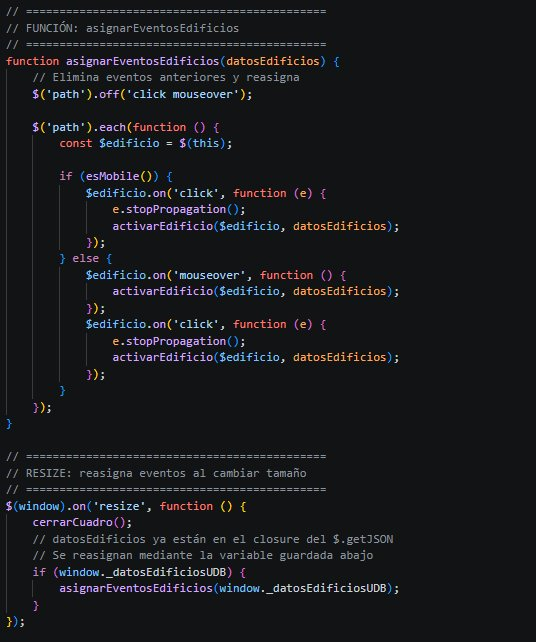 // =============================================
// FUNCIÓN: asignarEventosEdificios
// =============================================
function asignarEventosEdificios(datosEdificios) {
    // Elimina eventos anteriores y reasigna
    $('path').off('click mouseover');

    $('path').each(function () {
        const $edificio = $(this);

        if (esMobile()) {
            $edificio.on('click', function (e) {
                e.stopPropagation();
                activarEdificio($edificio, datosEdificios);
            });
        } else {
            $edificio.on('mouseover', function () {
                activarEdificio($edificio, datosEdificios);
            });
            $edificio.on('click', function (e) {
                e.stopPropagation();
                activarEdificio($edificio, datosEdificios);
            });
        }
    });
}

// =============================================
// RESIZE: reasigna eventos al cambiar tamaño
// =============================================
$(window).on('resize', function () {
    cerrarCuadro();
    // datosEdificios ya están en el closure del $.getJSON
    // Se reasignan mediante la variable guardada abajo
    if (window._datosEdificiosUDB) {
        asignarEventosEdificios(window._datosEdificiosUDB);
    }
});